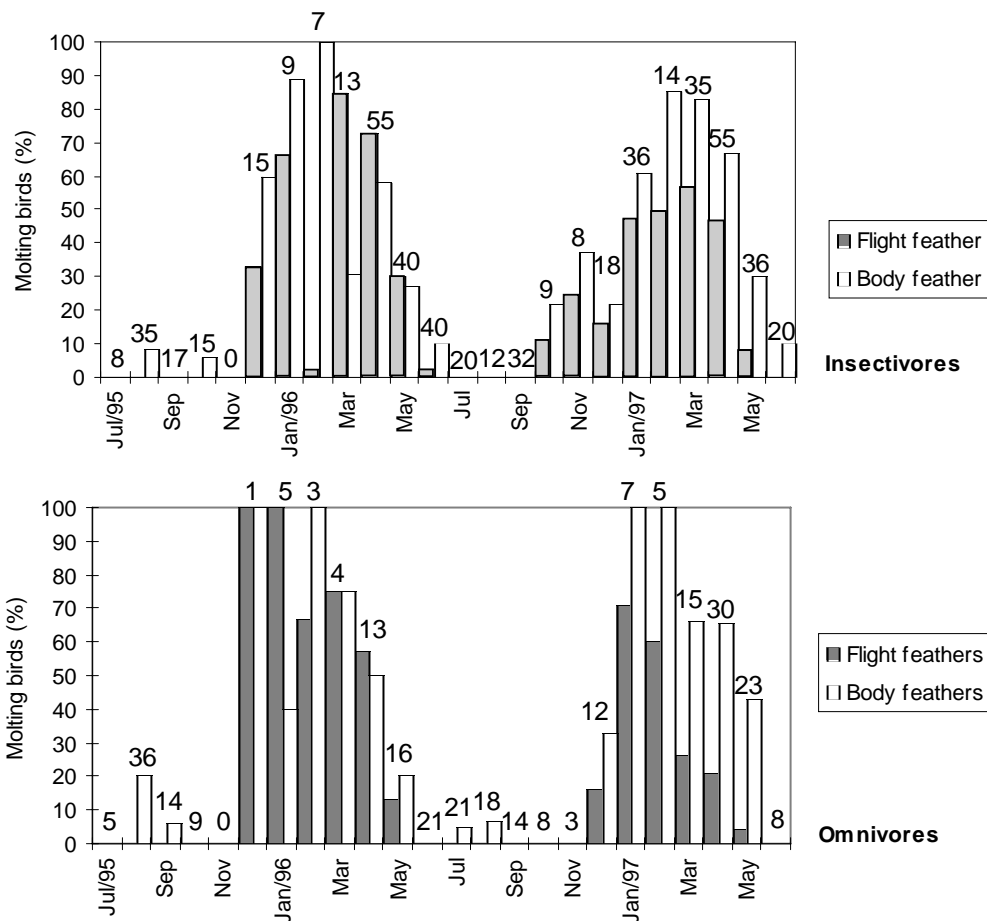 7
100
9
14
90
13
35
80
55
70
15
36
55
60
50
40
8
40
36
30
18
9
20
35
40
20
10
17
15
0
20
12
32
8
0
Molting birds (%)
Jul/95
Sep
Nov
Jan/96
Mar
May
Jul
Sep
Nov
Jan/97
Mar
May
Flight feather
Body feather
Insectivores
1
5
3
7
5
100
90
80
4
70
15
30
13
60
50
23
40
12
30
36
16
20
14
21
18
10
5
9
0
21
14
8
3
8
0
Molting birds (%)
Jul/95
Sep
Nov
Jan/96
Mar
May
Jul
Sep
Nov
Jan/97
Mar
May
Flight feathers
Body feathers
Omnivores